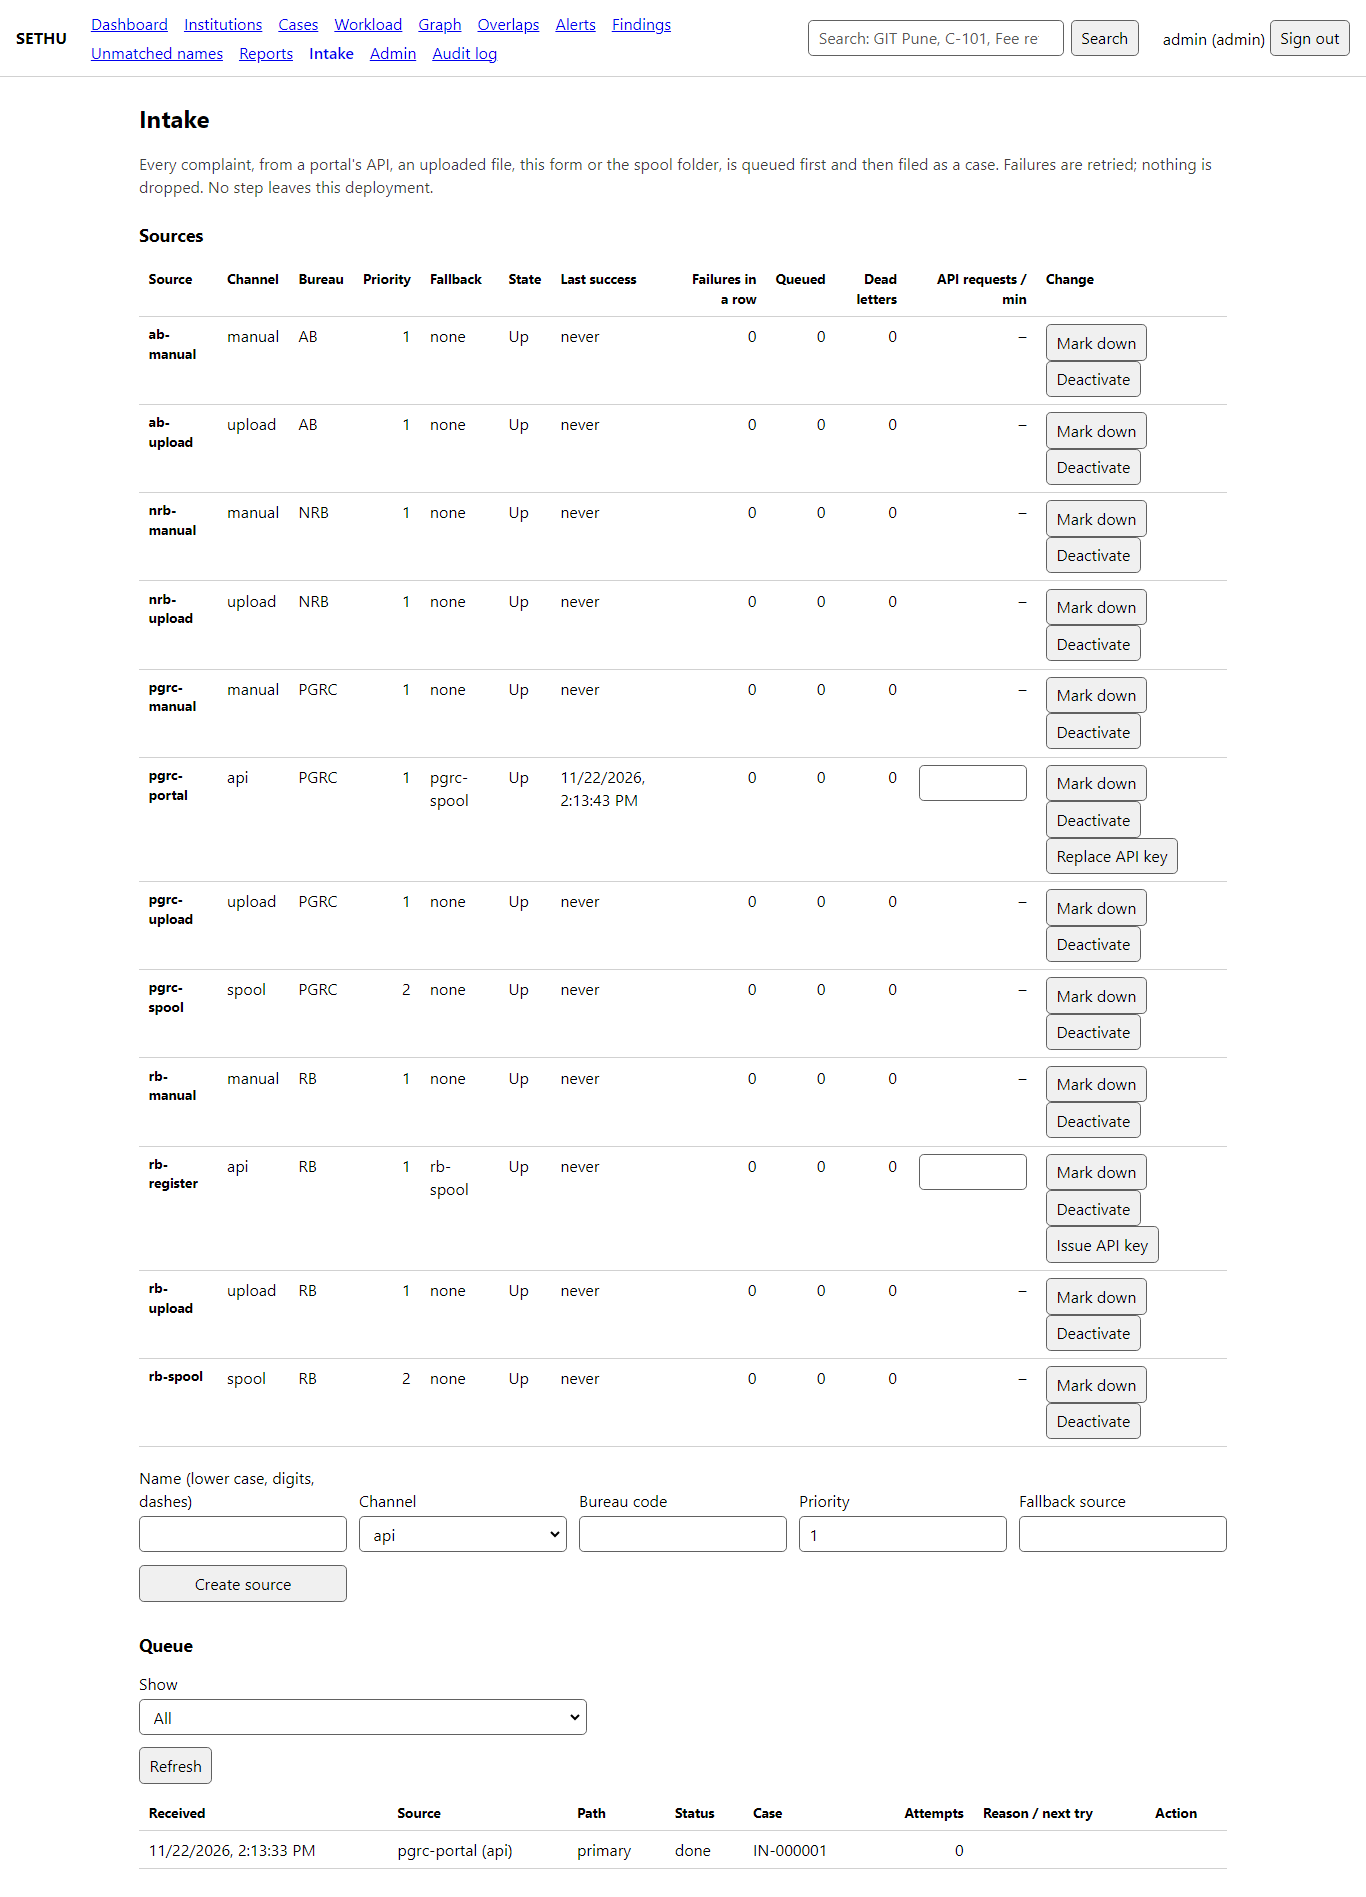 SETHU
Dashboard Institutions Cases Workload Graph Overlaps Alerts Findings
Unmatched names Reports Intake Admin Audit log
Search: GIT Pune, C-101, Fee re Search admin (admin) Sign out
Intake
Every complaint, from a portal's API, an uploaded file, this form or the spool folder, is queued first and then filed as a case. Failures are retried; nothing is
dropped. No step leaves this deployment.
Sources
Source Channel Bureau Priority Fallback State Last success Failures in a row Queued Dead letters API requests / min Change
ab-manual manual AB 1 none Up never 0 0 0 – Mark down
Deactivate
ab-upload upload AB 1 none Up never 0 0 0 – Mark down
Deactivate
nrb-manual manual NRB 1 none Up never 0 0 0 – Mark down
Deactivate
nrb-upload upload NRB 1 none Up never 0 0 0 – Mark down
Deactivate
pgrc-manual manual PGRC 1 none Up never 0 0 0 – Mark down
Deactivate
pgrc-portal api PGRC 1 pgrc-spool Up 11/22/2026, 2:13:43 PM 0 0 0 Mark down
Deactivate
Replace API key
pgrc-upload upload PGRC 1 none Up never 0 0 0 – Mark down
Deactivate
pgrc-spool spool PGRC 2 none Up never 0 0 0 – Mark down
Deactivate
rb-manual manual RB 1 none Up never 0 0 0 – Mark down
Deactivate
rb-register api RB 1 rb-spool Up never 0 0 0 Mark down
Deactivate
Issue API key
rb-upload upload RB 1 none Up never 0 0 0 – Mark down
Deactivate
rb-spool spool RB 2 none Up never 0 0 0 – Mark down
Deactivate
Name (lower case, digits, dashes) Channel Bureau code Priority Fallback source
api 1
Create source
Queue
Show
All
Refresh
Received Source Path Status Case Attempts Reason / next try Action
11/22/2026, 2:13:33 PM pgrc-portal (api) primary done IN-000001 0